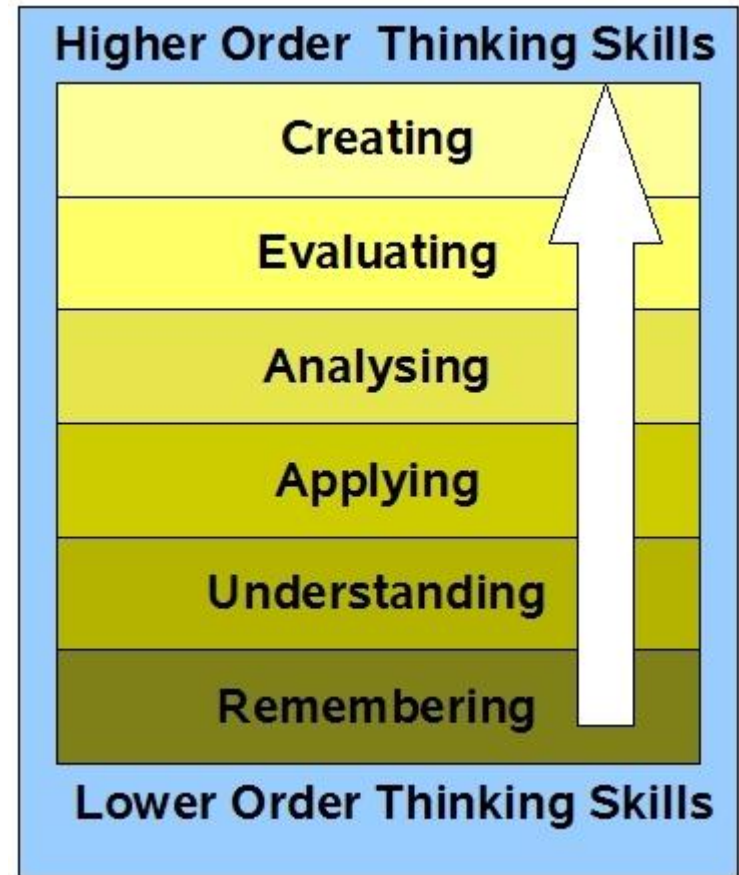 Higher Order Thinking Skills
Creating
Evaluating
Analysing
Applying
Understanding
Remembering
Lower Order Thinking Skills